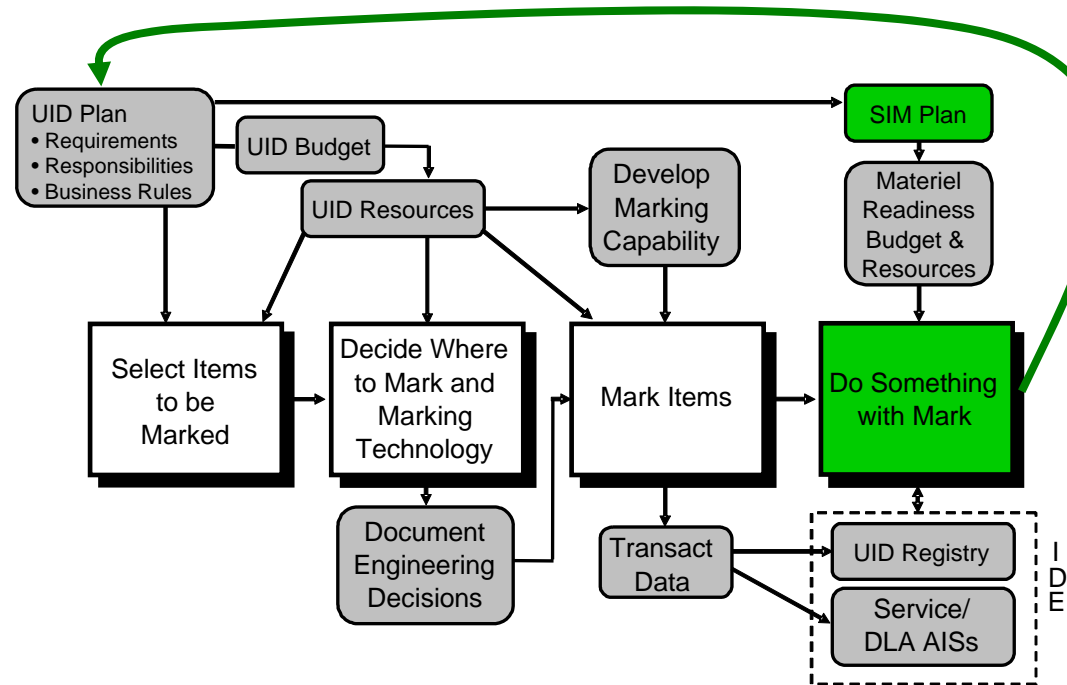 UID Plan
• Requirements
• Responsibilities
• Business Rules
UID Budget
UID Resources
Develop
Marking
Capability
SIM Plan
Materiel
Readiness
Budget &
Resources
Select Items
to be
Marked
Decide Where
to Mark and
Marking
Technology
Mark Items
Do Something
with Mark
Document
Engineering
Decisions
Transact
Data
UID Registry
Service/
DLA AISs
I
D
E